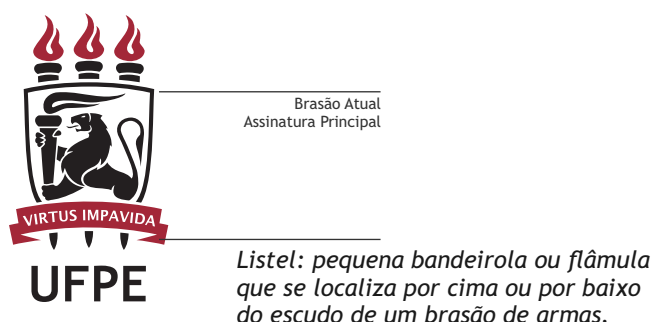 Brasão Atual
Assinatura Principal
VIRTUS IMPAVIDA
UFPE
Listel: pequena bandeirola ou flâmula
que se localiza por cima ou por baixo
do escudo de um brasão de armas.